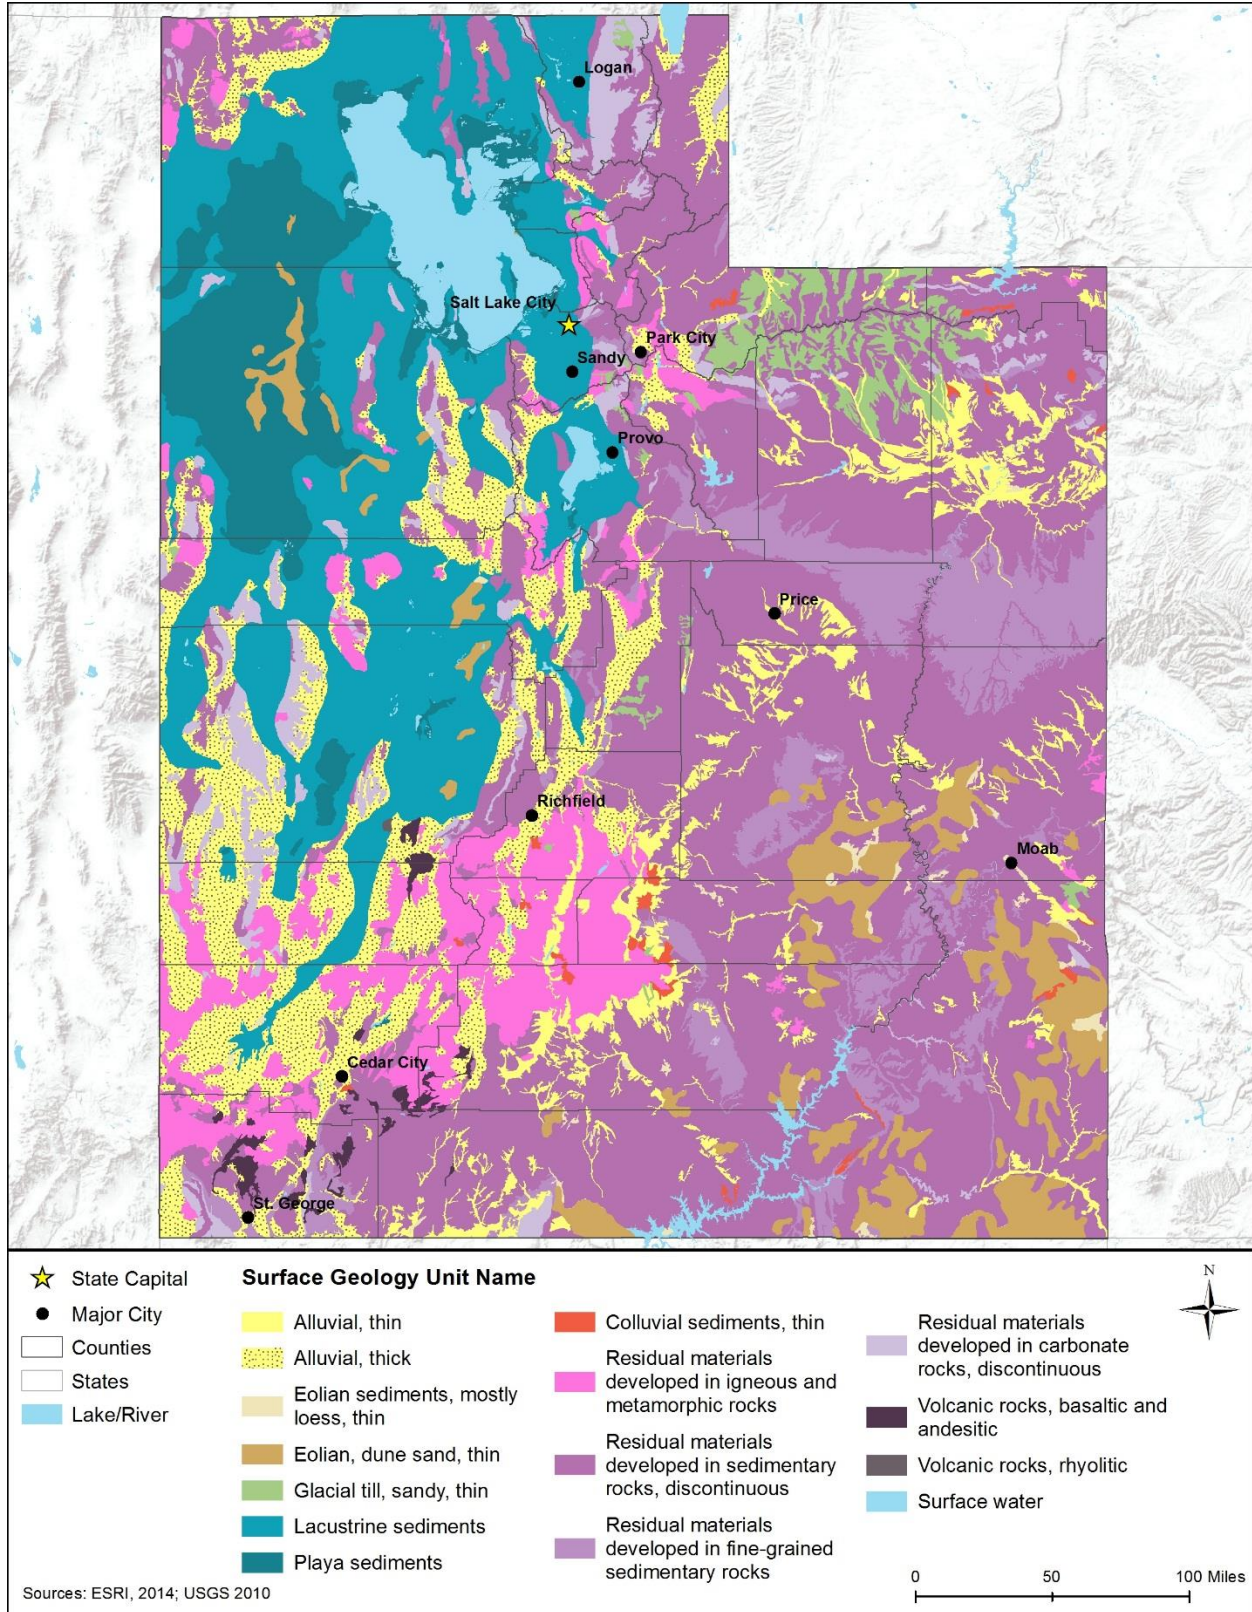 Logan
Salt Lake City
Park City
Sandy
Provo
Price
Richfield
Moab
Cedar City
St. George
State Capital
Major City
Counties
States
Lake/River
Surface Geology Unit Name
Alluvial, thin
Alluvial, thick
Eolian sediments, mostly
loess, thin
Eolian, dune sand, thin
Glacial till, sandy, thin
Lacustrine sediments
Playa sediments
Colluvial sediments, thin
Residual materials
developed in igneous and
metamorphic rocks
Residual materials
developed in sedimentary
rocks, discontinuous
Residual materials
developed in fine-grained
sedimentary rocks
Residual materials
developed in carbonate
rocks, discontinuous
Volcanic rocks, basaltic and
andesitic
Volcanic rocks, rhyolitic
Surface water
N
0 50 100 Miles
Sources: ESRI, 2014; USGS 2010